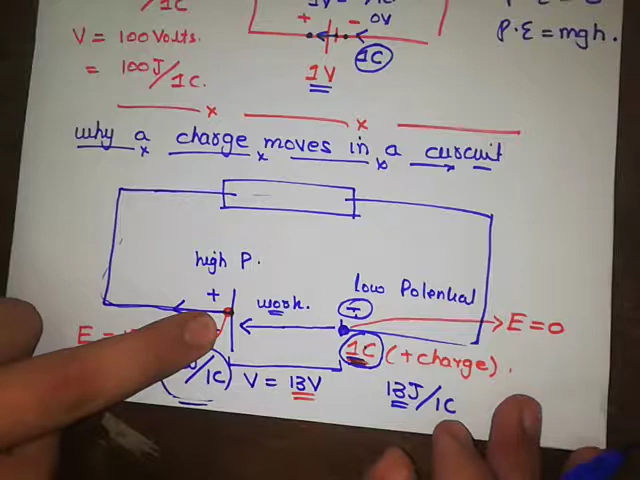 /1C
+ - 0V
1C
1V
P.E = mgh.
V = 100 Volts.
= 100J/1C.
why a charge moves in a curcuit
high P.
+
work.
low Potential
-
E=0
E =
1C (+charge).
/1C V = 13V
13J/1C